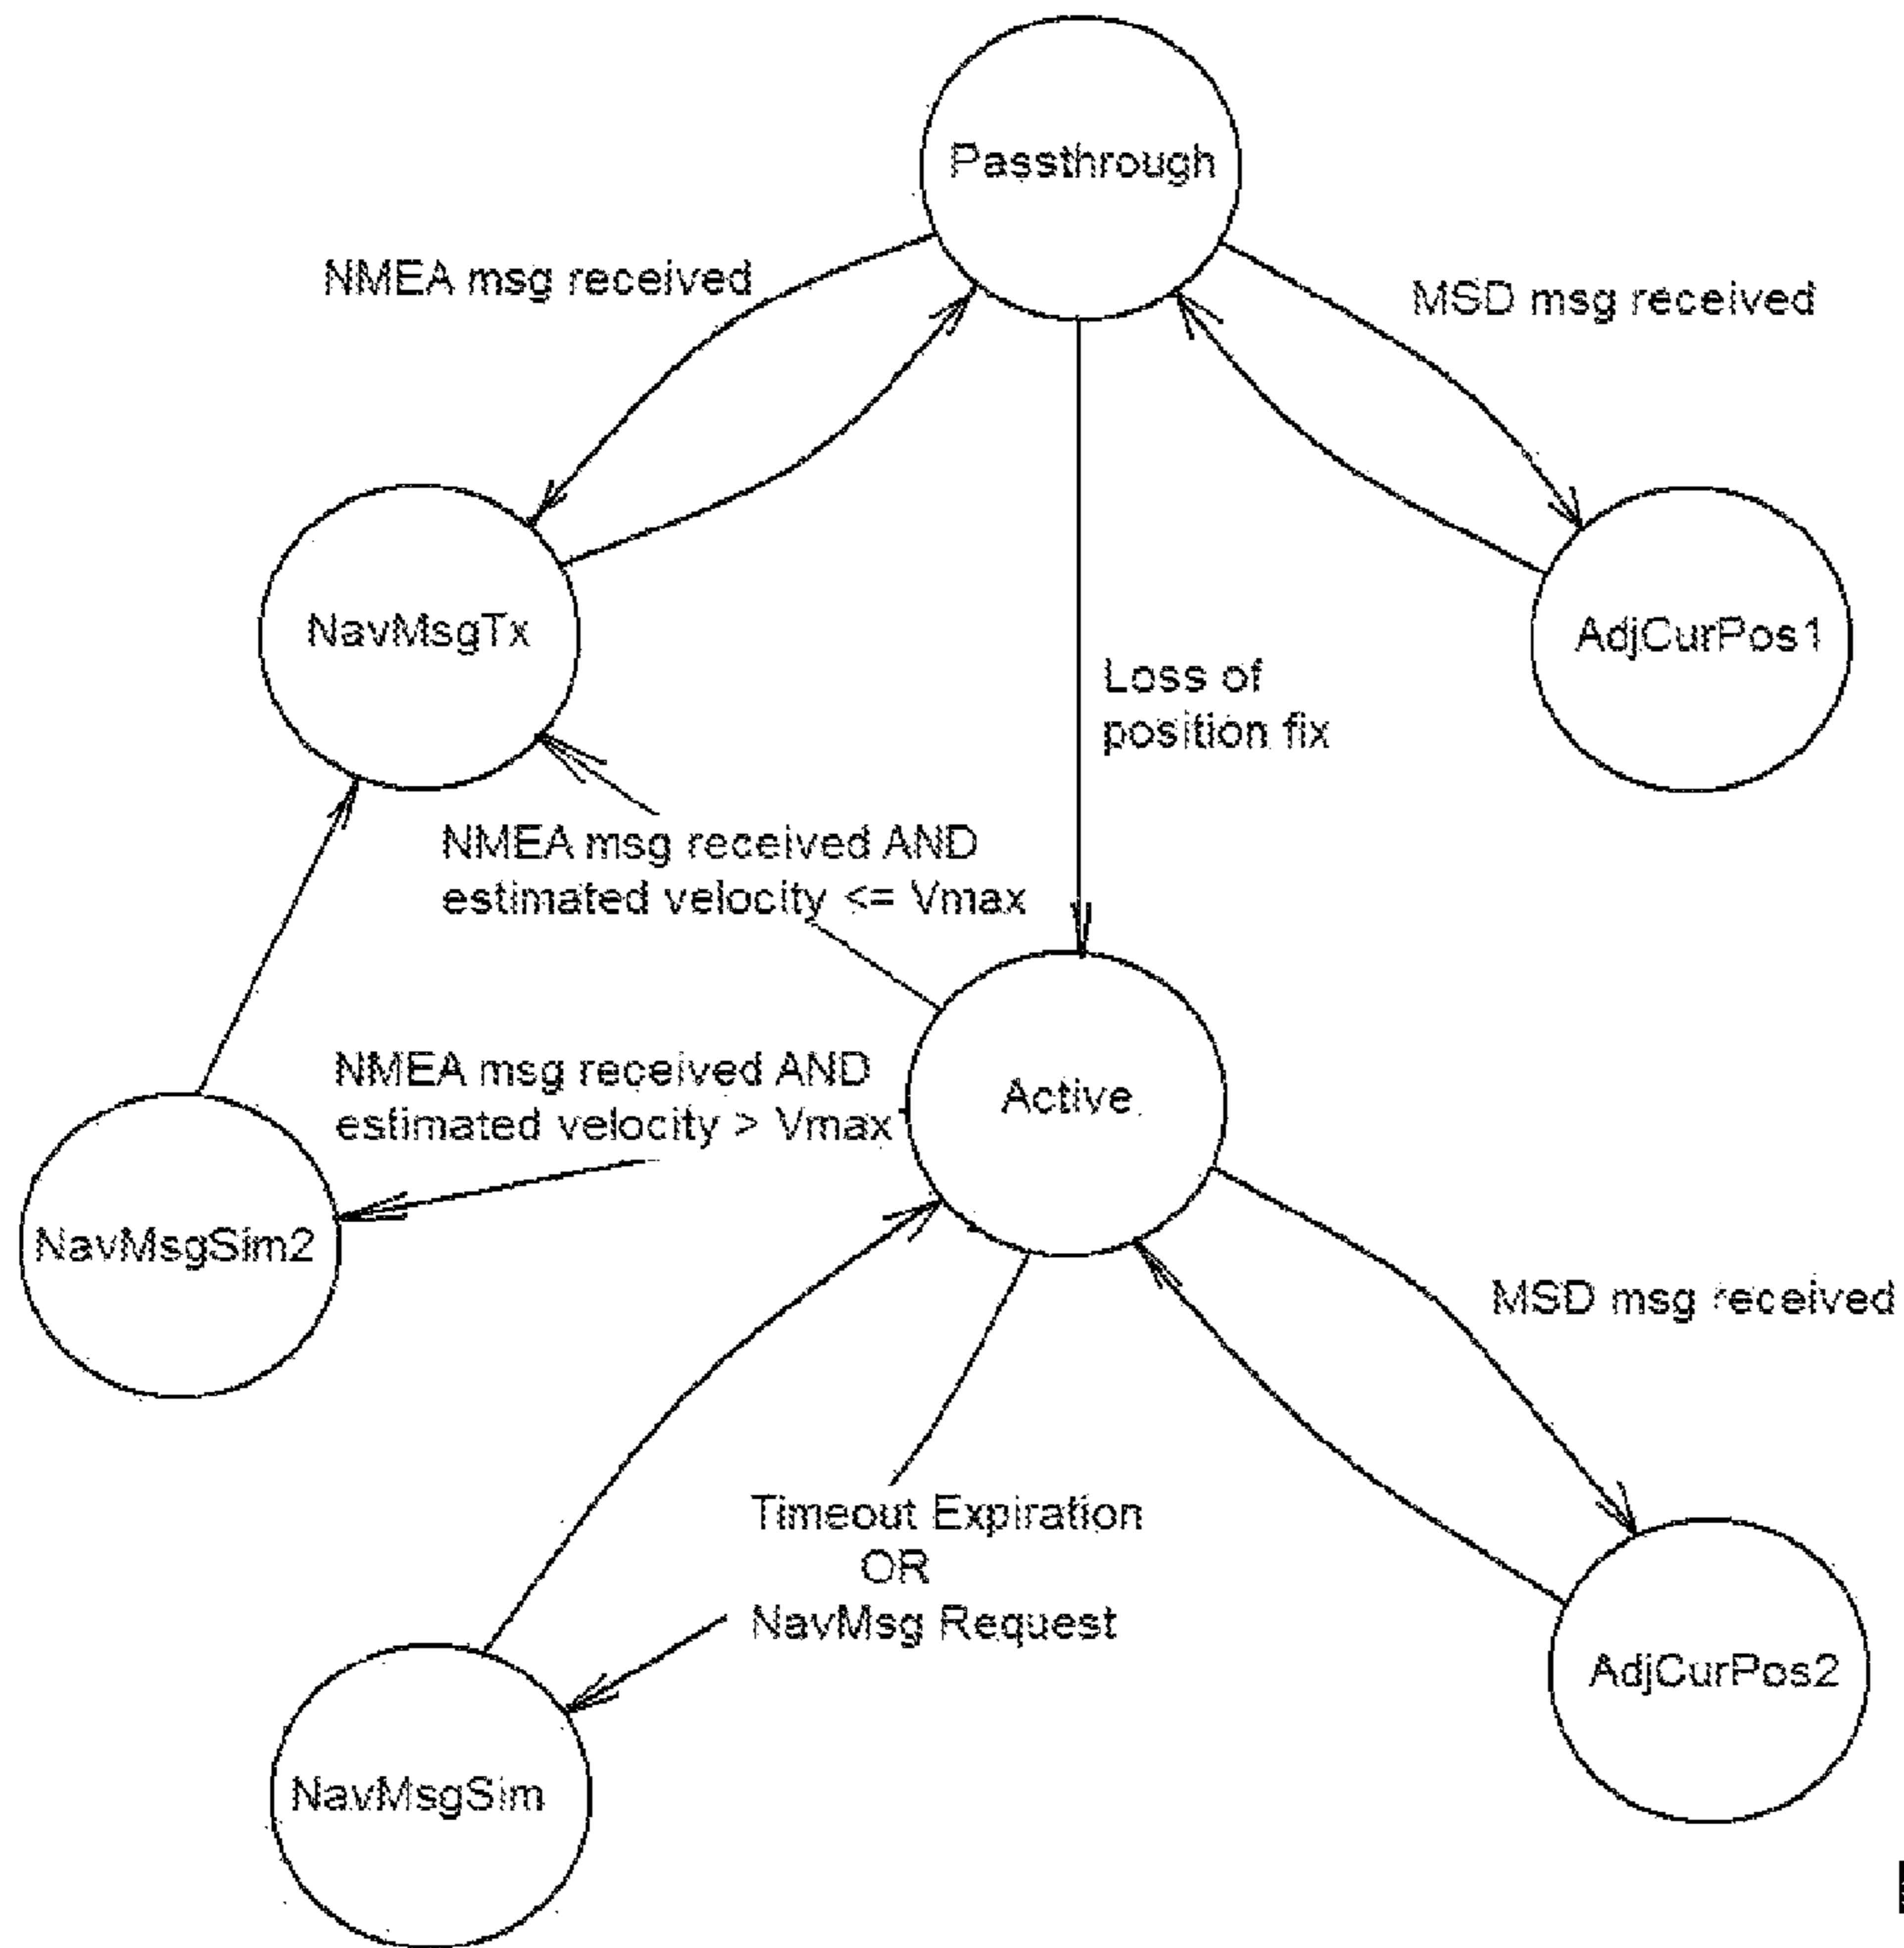 Passthrough
NMEA msg received
MSD msg received
NavMsgTx
AdjCurPos1
Loss of
position fix
NMEA msg received AND
estimated velocity <= Vmax
NMEA msg received AND
estimated velocity > Vmax
Active
NavMsgSim2
MSD msg received
Timeout Expiration
OR
NavMsg Request
AdjCurPos2
NavMsgSim